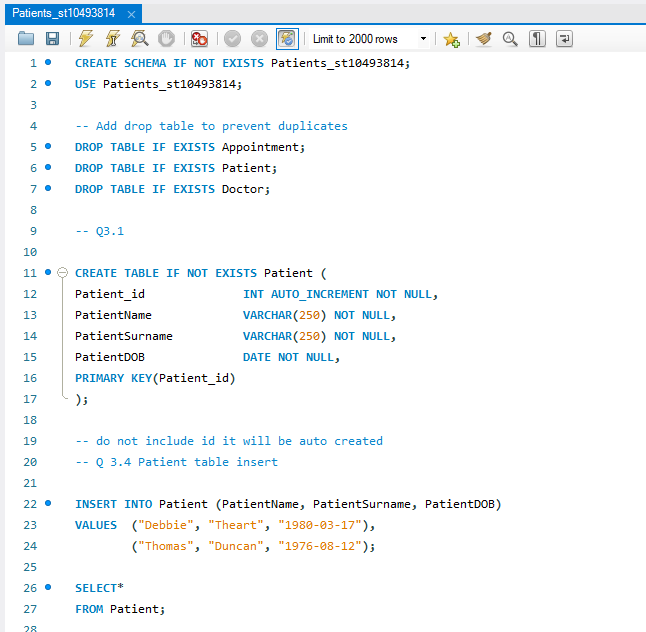 Patients_st10493814
Limit to 2000 rows
1 CREATE SCHEMA IF NOT EXISTS Patients_st10493814;
2 USE Patients_st10493814;
3
4 -- Add drop table to prevent duplicates
5 DROP TABLE IF EXISTS Appointment;
6 DROP TABLE IF EXISTS Patient;
7 DROP TABLE IF EXISTS Doctor;
8
9 -- Q3.1
10
11 CREATE TABLE IF NOT EXISTS Patient (
12 Patient_id INT AUTO_INCREMENT NOT NULL,
13 PatientName VARCHAR(250) NOT NULL,
14 PatientSurname VARCHAR(250) NOT NULL,
15 PatientDOB DATE NOT NULL,
16 PRIMARY KEY(Patient_id)
17 );
18
19 -- do not include id it will be auto created
20 -- Q 3.4 Patient table insert
21
22 INSERT INTO Patient (PatientName, PatientSurname, PatientDOB)
23 VALUES ("Debbie", "Theart", "1980-03-17"),
24 ("Thomas", "Duncan", "1976-08-12");
25
26 SELECT*
27 FROM Patient;
28